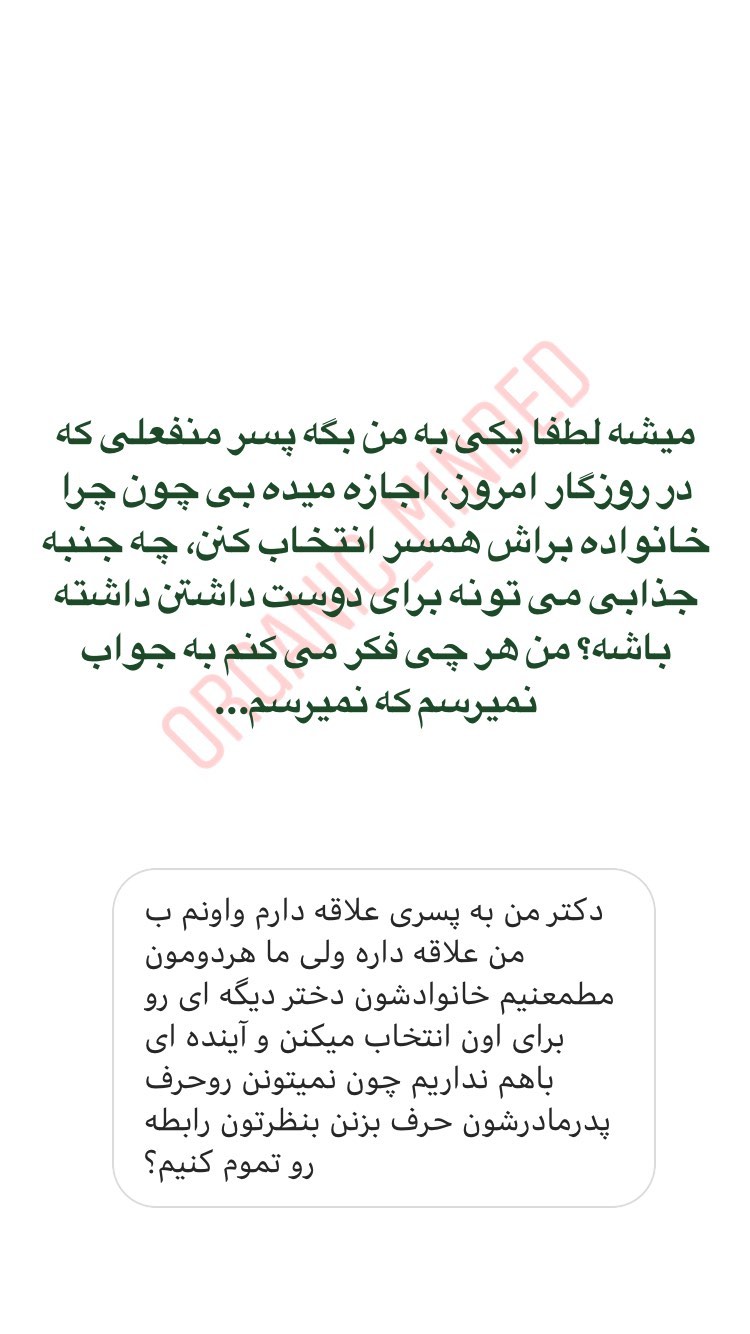 میشه لطفا یکی به من بگه پسر منفعلی که
در روزگار امروز، اجازه میده بی چون چرا
خانواده براش همسر انتخاب کنن، چه جنبه
جذابی می تونه برای دوست داشتن داشته
باشه؟ من هر چی فکر می کنم به جواب
نمیرسم که نمیرسم...
ORGANIC_MINDED
دکتر من به پسری علاقه دارم واونم ب
من علاقه داره ولی ما هردومون
مطمعنیم خانوادشون دختر دیگه ای رو
برای اون انتخاب میکنن و آینده ای
باهم نداریم چون نمیتونن روحرف
پدرمادرشون حرف بزنن بنظرتون رابطه
رو تموم کنیم؟